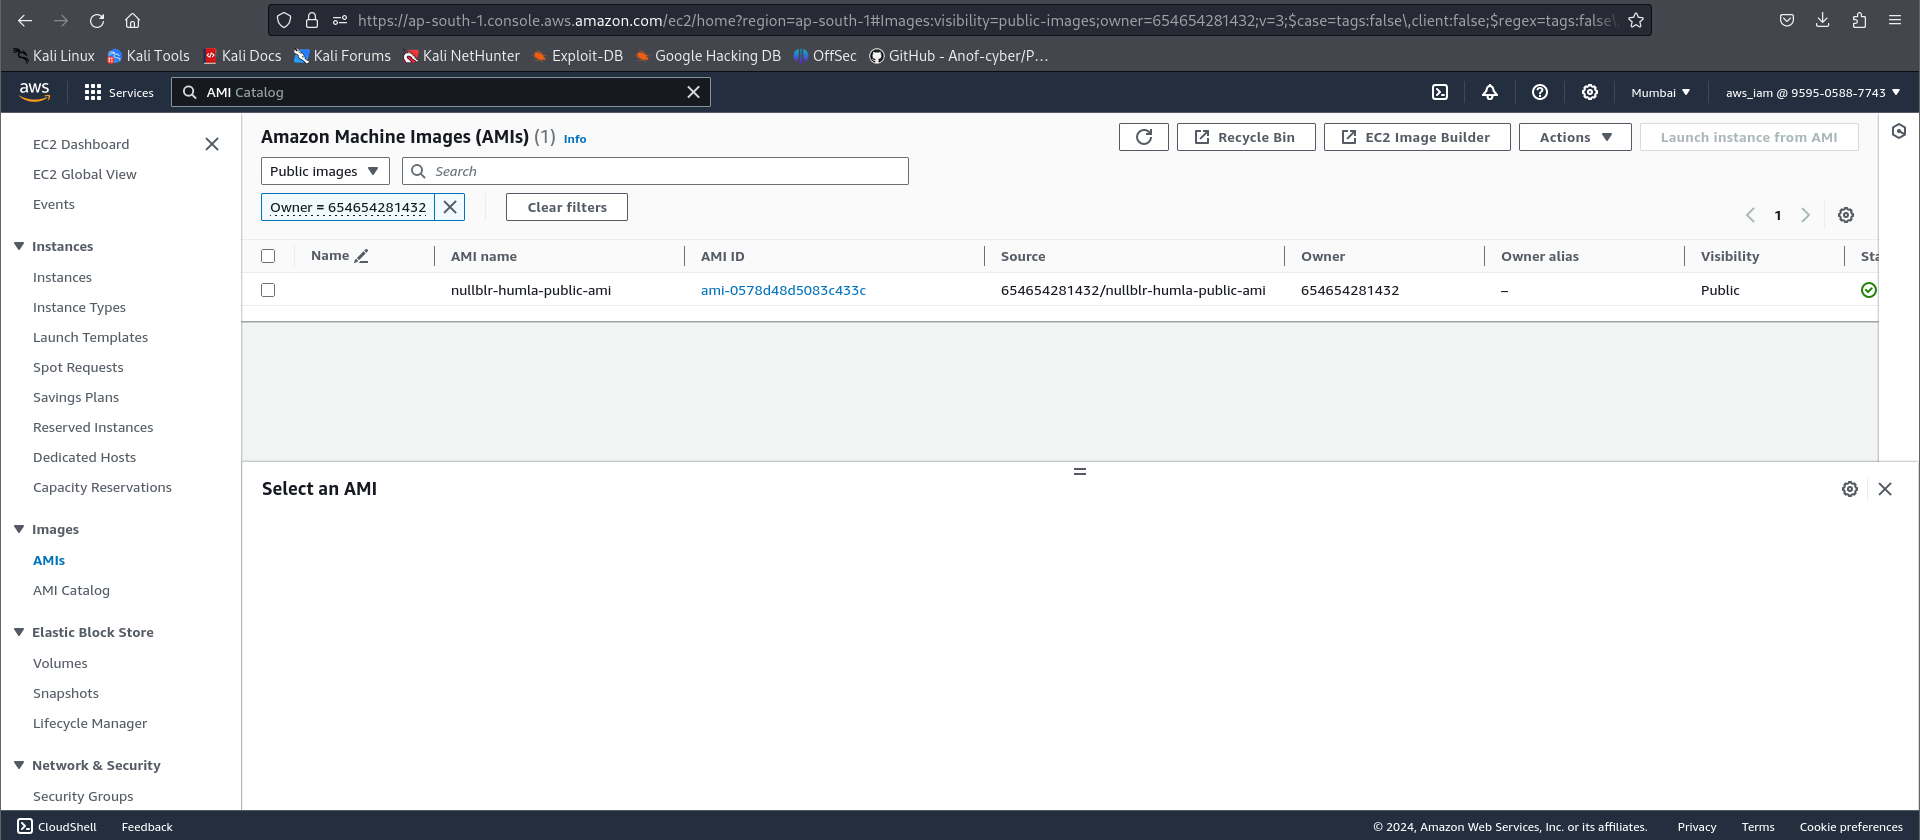 https://ap-south-1.console.aws.amazon.com/ec2/home?region=ap-south-1#Images:visibility=public-images;owner=654654281432;v=3;$case=tags:false\,client:false;$regex=tags:false\,
Kali Linux Kali Tools Kali Docs Kali Forums Kali NetHunter Exploit-DB Google Hacking DB OffSec GitHub - Anof-cyber/P…
aws Services AMI Catalog Mumbai aws_iam @ 9595-0588-7743
EC2 Dashboard
EC2 Global View
Events
Instances
Instances
Instance Types
Launch Templates
Spot Requests
Savings Plans
Reserved Instances
Dedicated Hosts
Capacity Reservations
Images
AMIs
AMI Catalog
Elastic Block Store
Volumes
Snapshots
Lifecycle Manager
Network & Security
Security Groups
Amazon Machine Images (AMIs) (1) Info Recycle Bin EC2 Image Builder Actions Launch instance from AMI
Public images Search
Owner = 654654281432 Clear filters 1
Name AMI name AMI ID Source Owner Owner alias Visibility Sta
nullblr-humla-public-ami ami-0578d48d5083c433c 654654281432/nullblr-humla-public-ami 654654281432 – Public
Select an AMI
CloudShell Feedback © 2024, Amazon Web Services, Inc. or its affiliates. Privacy Terms Cookie preferences